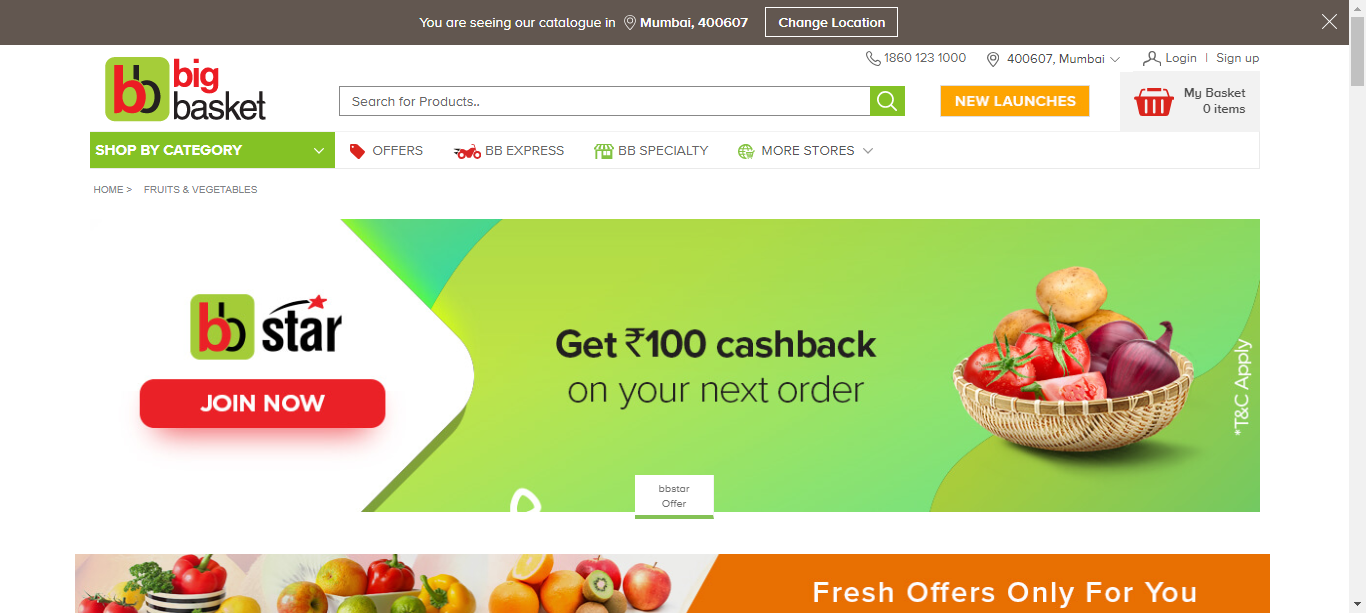 You are seeing our catalogue in Mumbai, 400607 Change Location
1860 123 1000 400607, Mumbai Login | Sign up
bb big basket
Search for Products..
NEW LAUNCHES
My Basket
0 items
SHOP BY CATEGORY
OFFERS BB EXPRESS BB SPECIALTY MORE STORES
HOME > FRUITS & VEGETABLES
bb star
JOIN NOW
Get ₹100 cashback
on your next order
*T&C Apply
bbstar
Offer
Fresh Offers Only For You